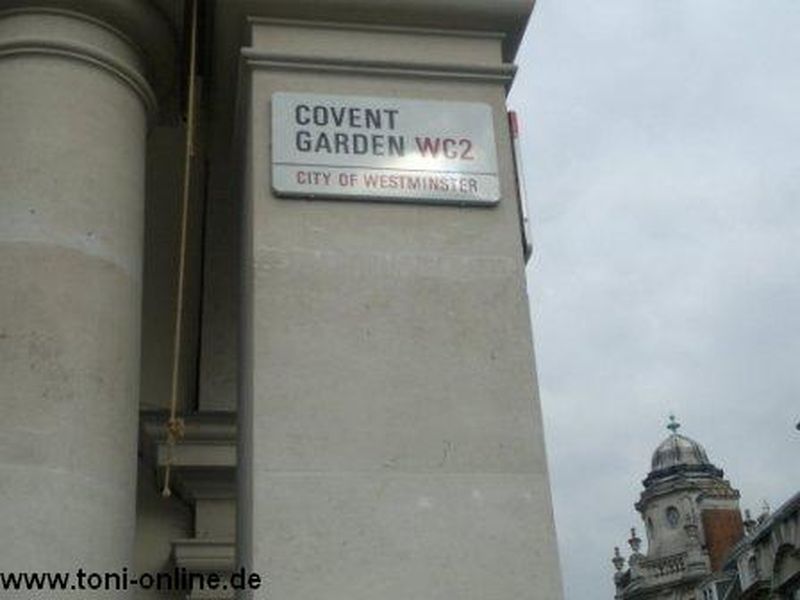 COVENT
GARDEN WC2
CITY OF WESTMINSTER
www.toni-online.de